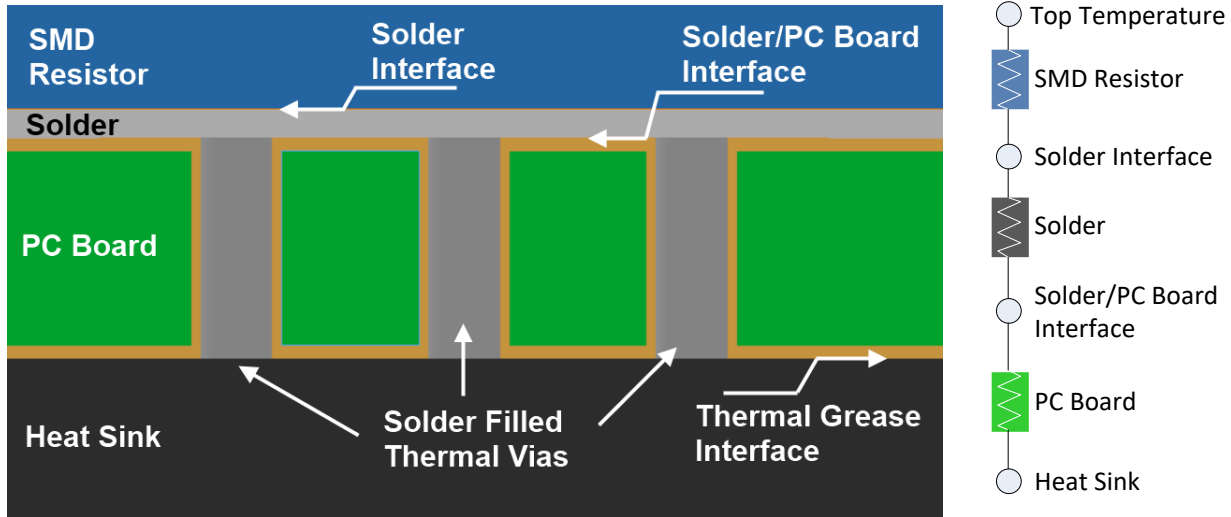 SMD
Resistor
Solder
Interface
Solder/PC Board
Interface
Solder
PC Board
Heat Sink
Solder Filled
Thermal Vias
Thermal Grease
Interface
Top Temperature
SMD Resistor
Solder Interface
Solder
Solder/PC Board
Interface
PC Board
Heat Sink